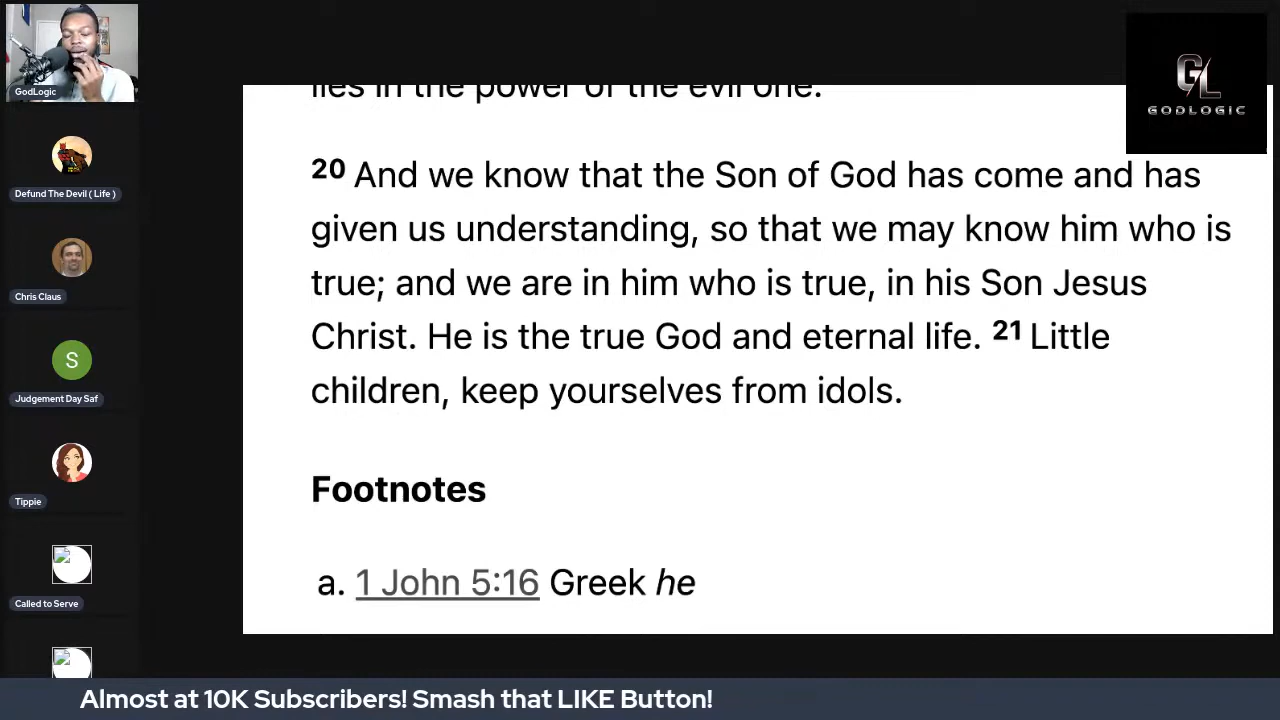 GodLogic
Defund The Devil ( Life )
Chris Claus
Judgement Day Saf
S
Tippie
Called to Serve
lies in the power of the evil one.
20 And we know that the Son of God has come and has
given us understanding, so that we may know him who is
true; and we are in him who is true, in his Son Jesus
Christ. He is the true God and eternal life. 21 Little
children, keep yourselves from idols.
Footnotes
a. 1 John 5:16 Greek he
GL
GODLOGIC
Almost at 10K Subscribers! Smash that LIKE Button!